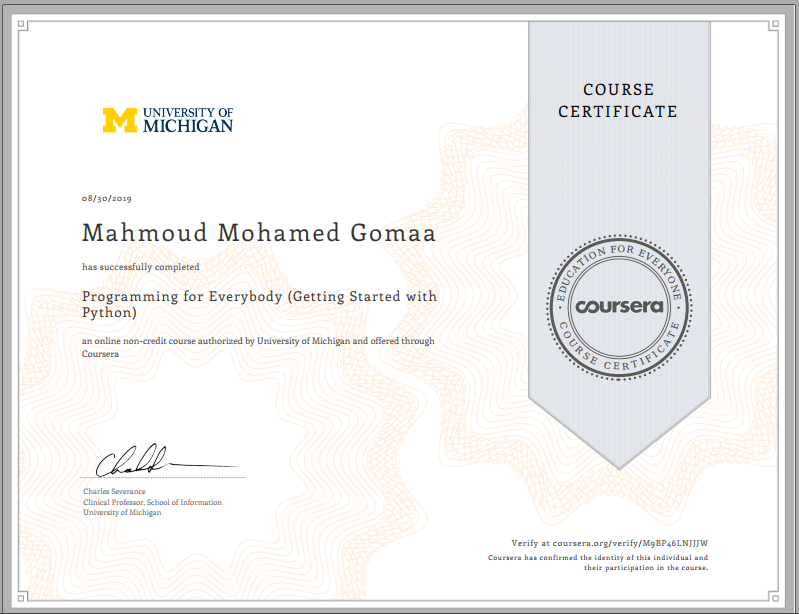 COURSE
CERTIFICATE
M UNIVERSITY OF
MICHIGAN
08/30/2019
Mahmoud Mohamed Gomaa
has successfully completed
Programming for Everybody (Getting Started with
Python)
an online non-credit course authorized by University of Michigan and offered through
Coursera
EDUCATION FOR EVERYONE
coursera
COURSE CERTIFICATE
Charles Severance
Clinical Professor, School of Information
University of Michigan
Verify at coursera.org/verify/M9BP46LNJJJW
Coursera has confirmed the identity of this individual and
their participation in the course.